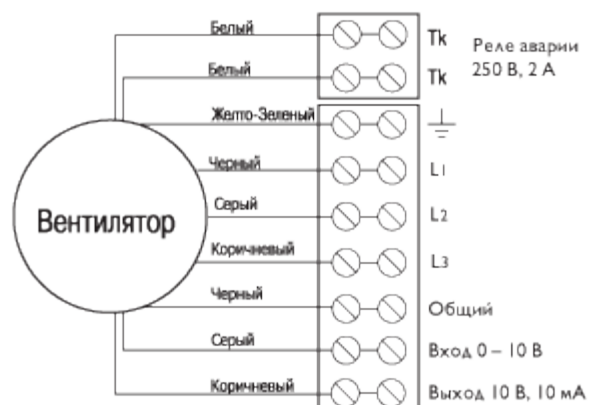 Белый
Tk
Реле аварии
250 В, 2 А
Белый
Tk
Желто-Зеленый
Черный
L1
Вентилятор
Серый
L2
Коричневый
L3
Черный
Общий
Серый
Вход 0 – 10 В
Коричневый
Выход 10 В, 10 мА